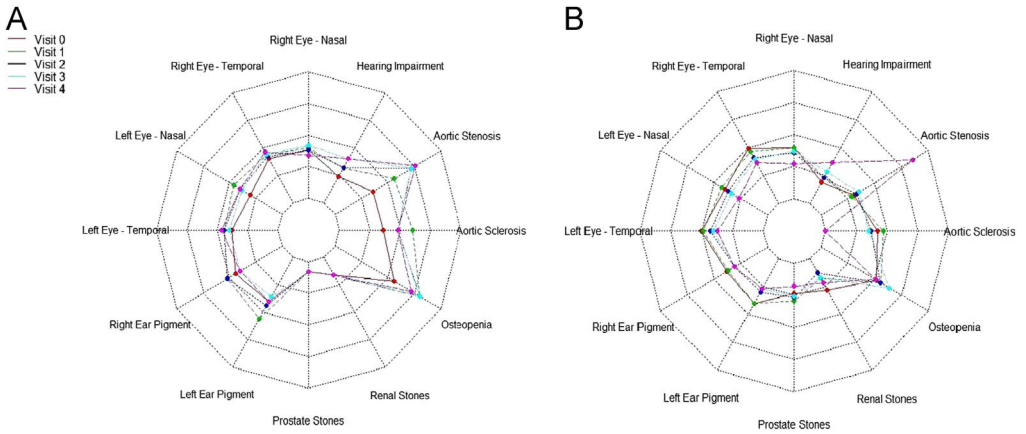 A
Visit 0
Visit 1
Visit 2
Visit 3
Visit 4
Right Eye - Nasal
Hearing Impairment
Aortic Stenosis
Aortic Sclerosis
Osteopenia
Renal Stones
Prostate Stones
Left Ear Pigment
Right Ear Pigment
Left Eye - Temporal
Left Eye - Nasal
Right Eye - Temporal
B
Right Eye - Nasal
Hearing Impairment
Aortic Stenosis
Aortic Sclerosis
Osteopenia
Renal Stones
Prostate Stones
Left Ear Pigment
Right Ear Pigment
Left Eye - Temporal
Left Eye - Nasal
Right Eye - Temporal